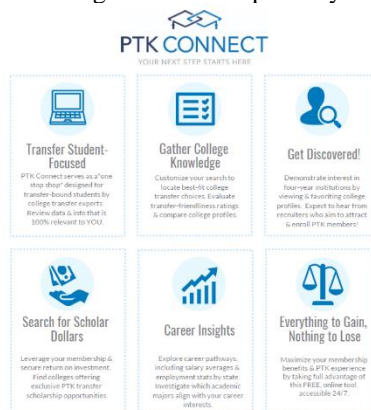 PTK CONNECT
YOUR NEXT STEP STARTS HERE
Transfer Student-
Focused
PTK Connect serves as a "one
stop shop" designed for
transfer-bound students by
college transfer experts.
Review data & info that is
100% relevant to YOU.
Gather College
Knowledge
Customize your search to
locate best-fit college
transfer choices. Evaluate
transfer-friendliness ratings
& compare college profiles.
Get Discovered!
Demonstrate interest in
four-year institutions by
viewing & favoriting college
profiles. Expect to hear from
recruiters who aim to attract
& enroll PTK members!
Search for Scholar
Dollars
Leverage your membership &
secure return on investment.
Find colleges offering
exclusive PTK transfer
scholarship opportunities.
Career Insights
Explore career pathways,
including salary averages &
employment stats by state.
Investigate which academic
majors align with your career
interests.
Everything to Gain,
Nothing to Lose
Maximize your membership
benefits & PTK experience
by taking full advantage of
this FREE, online tool
accessible 24/7.